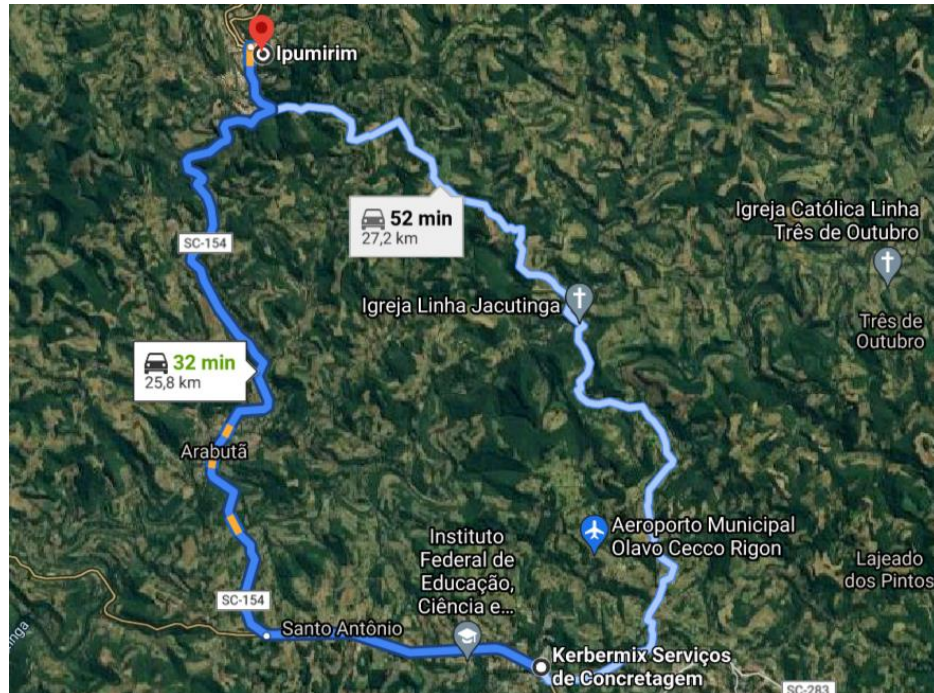 Ipumirim
52 min
27,2 km
Igreja Católica Linha
Três de Outubro
SC-154
Igreja Linha Jacutinga
Três de
Outubro
32 min
25,8 km
Arabutã
Aeroporto Municipal
Olavo Cecco Rigon
Instituto
Federal de
Educação,
Ciência e...
Lajeado
dos Pintos
SC-154
Santo Antônio
Kerbermix Serviços
de Concretagem
SC-283